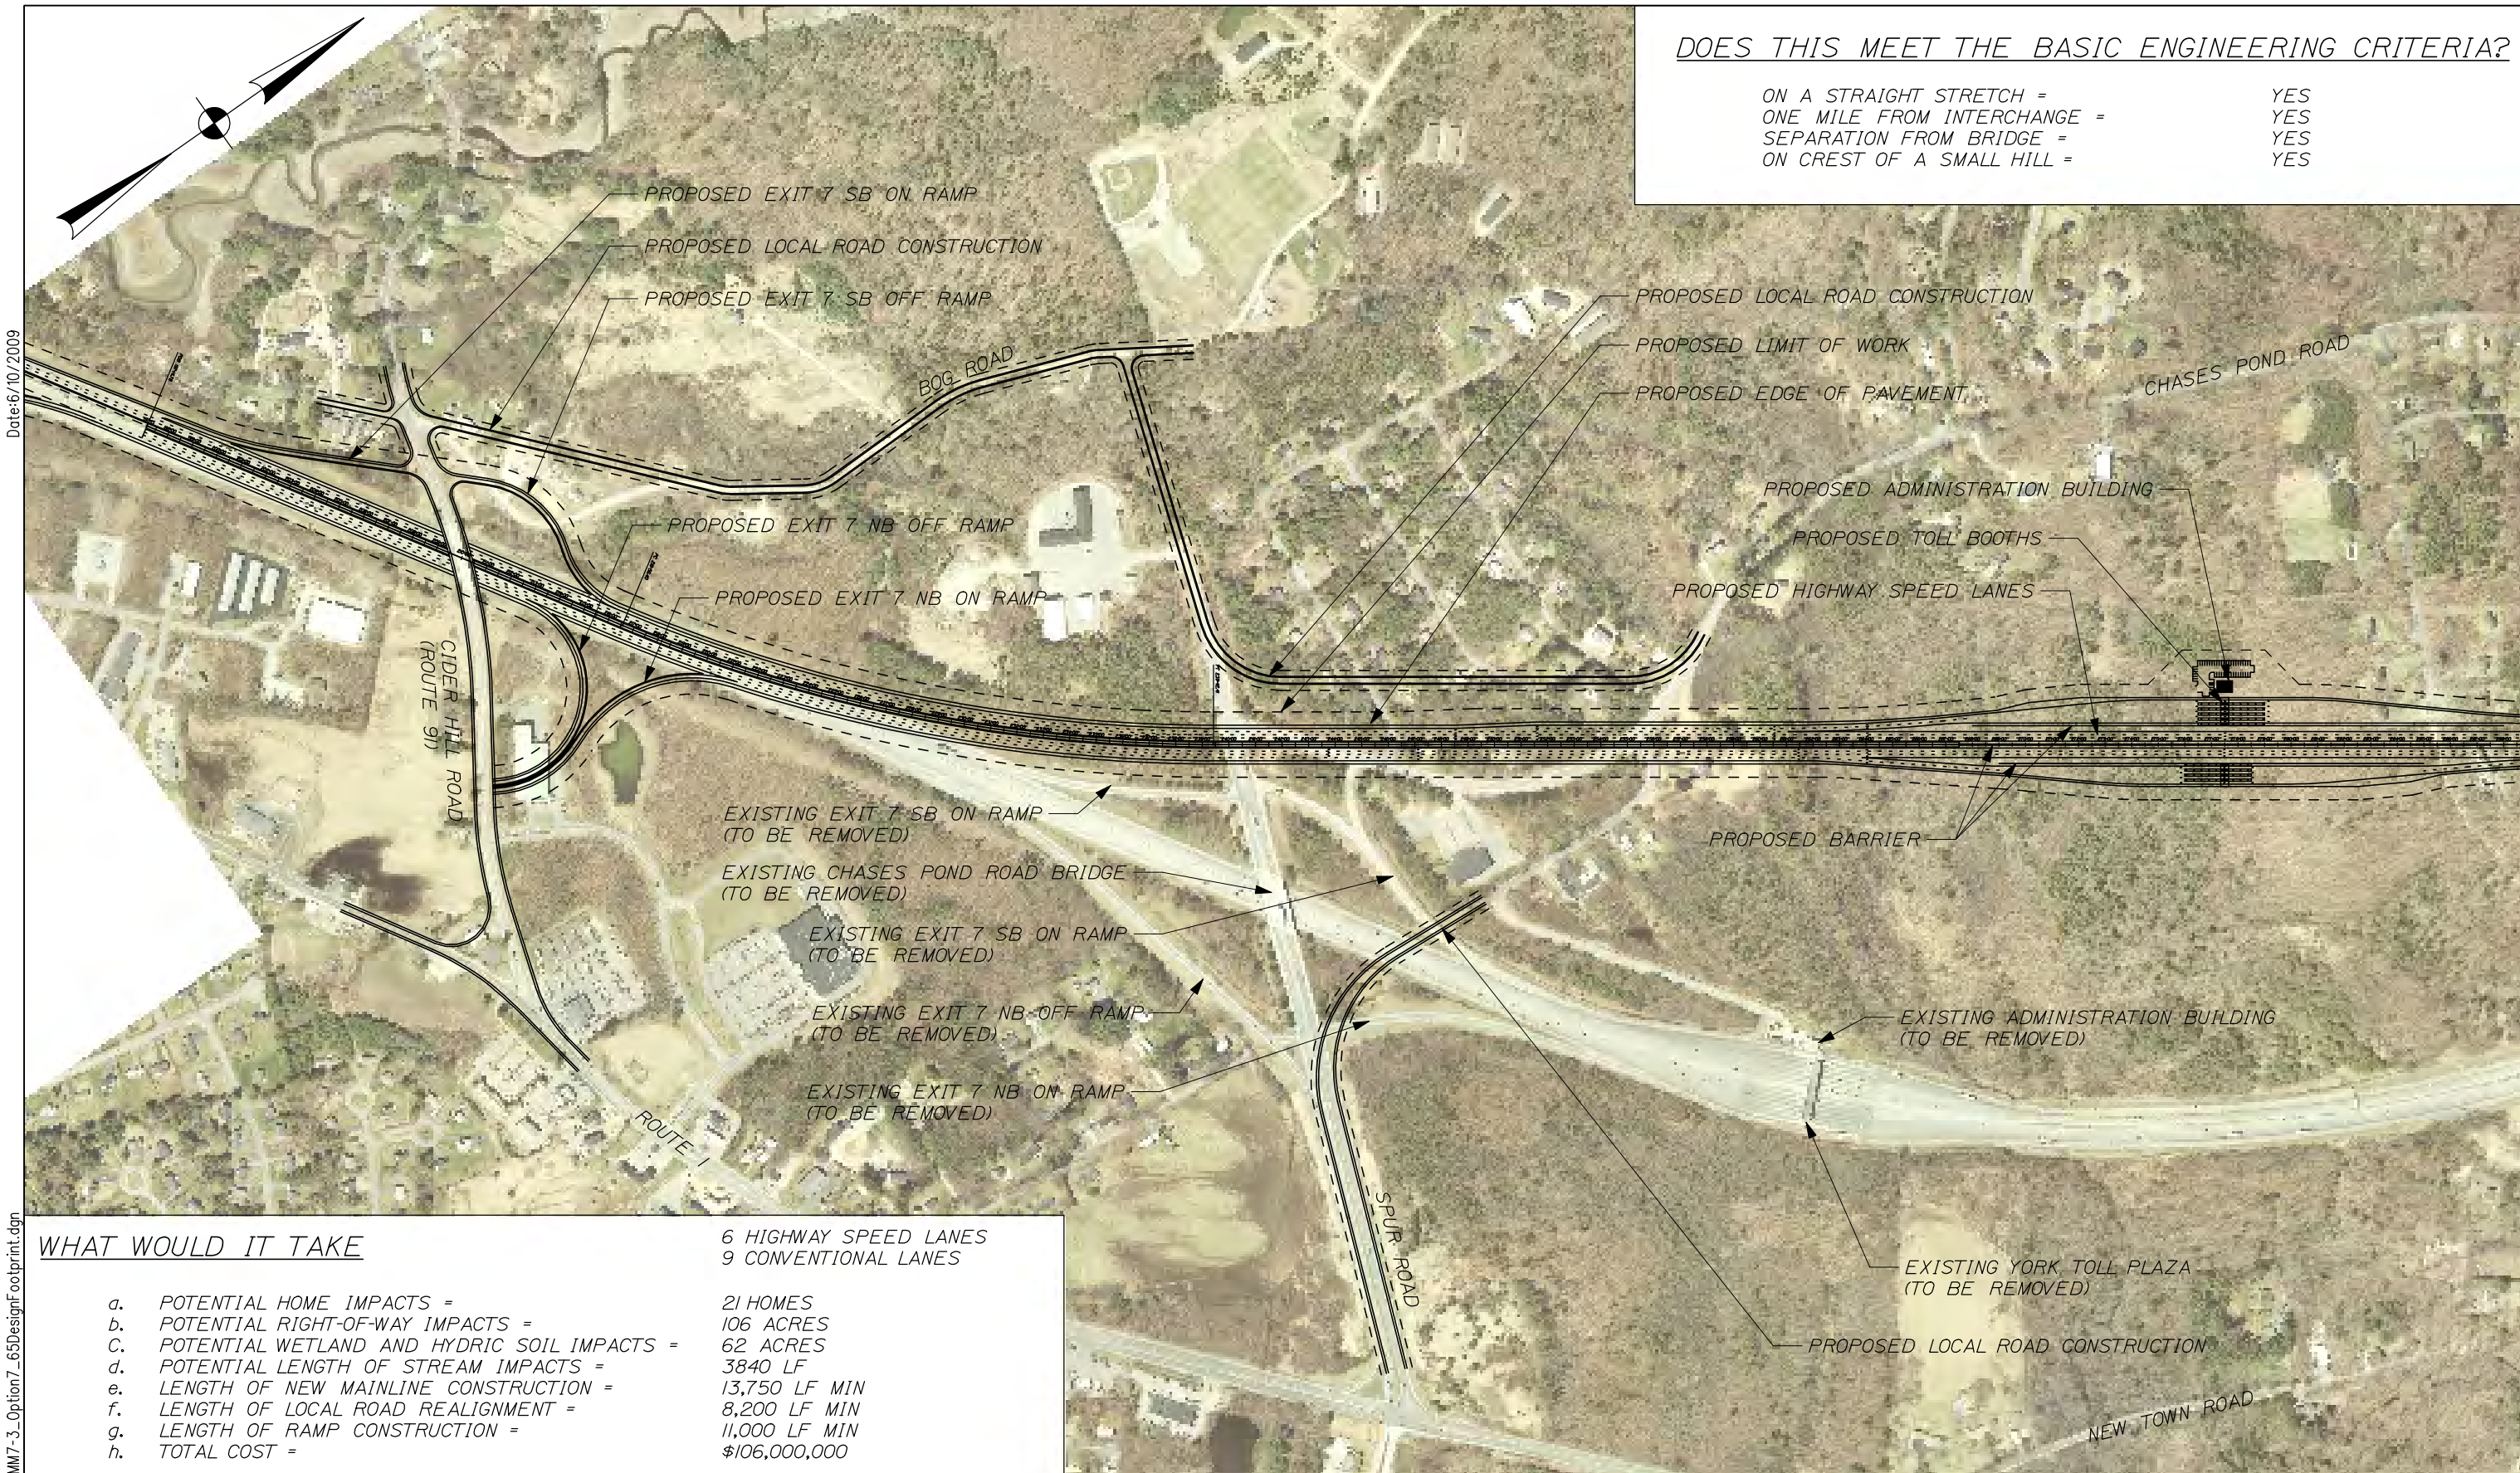 DOES THIS MEET THE BASIC ENGINEERING CRITERIA?
ON A STRAIGHT STRETCH = YES
ONE MILE FROM INTERCHANGE = YES
SEPARATION FROM BRIDGE = YES
ON CREST OF A SMALL HILL = YES
Date:6/10/2009
PROPOSED EXIT 7 SB ON RAMP
PROPOSED LOCAL ROAD CONSTRUCTION
PROPOSED EXIT 7 SB OFF RAMP
BOG ROAD
PROPOSED LOCAL ROAD CONSTRUCTION
PROPOSED LIMIT OF WORK
PROPOSED EDGE OF PAVEMENT
CHASES POND ROAD
PROPOSED ADMINISTRATION BUILDING
PROPOSED TOLL BOOTHS
PROPOSED HIGHWAY SPEED LANES
PROPOSED EXIT 7 NB OFF RAMP
PROPOSED EXIT 7 NB ON RAMP
CIDER HILL ROAD
(ROUTE 91)
EXISTING EXIT 7 SB ON RAMP
(TO BE REMOVED)
PROPOSED BARRIER
EXISTING CHASES POND ROAD BRIDGE
(TO BE REMOVED)
EXISTING EXIT 7 SB ON RAMP
(TO BE REMOVED)
EXISTING EXIT 7 NB OFF RAMP
(TO BE REMOVED)
EXISTING ADMINISTRATION BUILDING
(TO BE REMOVED)
EXISTING EXIT 7 NB ON RAMP
(TO BE REMOVED)
ROUTE 1
SPUR ROAD
EXISTING YORK TOLL PLAZA
(TO BE REMOVED)
PROPOSED LOCAL ROAD CONSTRUCTION
NEW TOWN ROAD
MM7-3_Option7_65DesignFootprint.dgn
WHAT WOULD IT TAKE
6 HIGHWAY SPEED LANES
9 CONVENTIONAL LANES
a. POTENTIAL HOME IMPACTS = 21 HOMES
b. POTENTIAL RIGHT-OF-WAY IMPACTS = 106 ACRES
C. POTENTIAL WETLAND AND HYDRIC SOIL IMPACTS = 62 ACRES
d. POTENTIAL LENGTH OF STREAM IMPACTS = 3840 LF
e. LENGTH OF NEW MAINLINE CONSTRUCTION = 13,750 LF MIN
f. LENGTH OF LOCAL ROAD REALIGNMENT = 8,200 LF MIN
g. LENGTH OF RAMP CONSTRUCTION = 11,000 LF MIN
h. TOTAL COST = $106,000,000